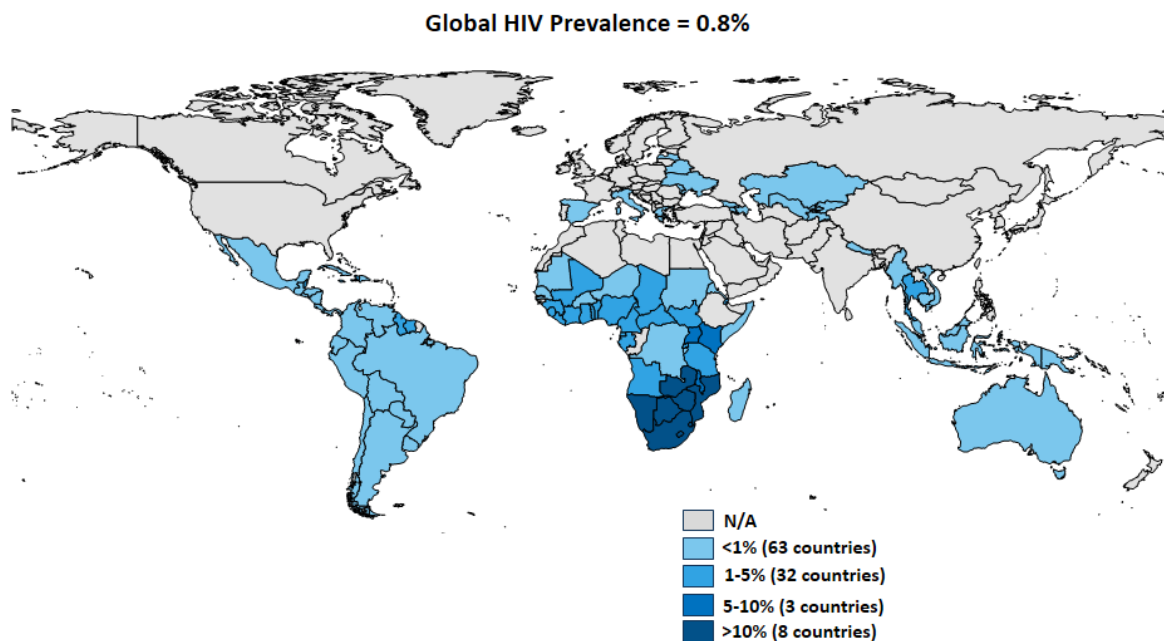 Global HIV Prevalence = 0.8%
N/A
<1% (63 countries)
1-5% (32 countries)
5-10% (3 countries)
>10% (8 countries)